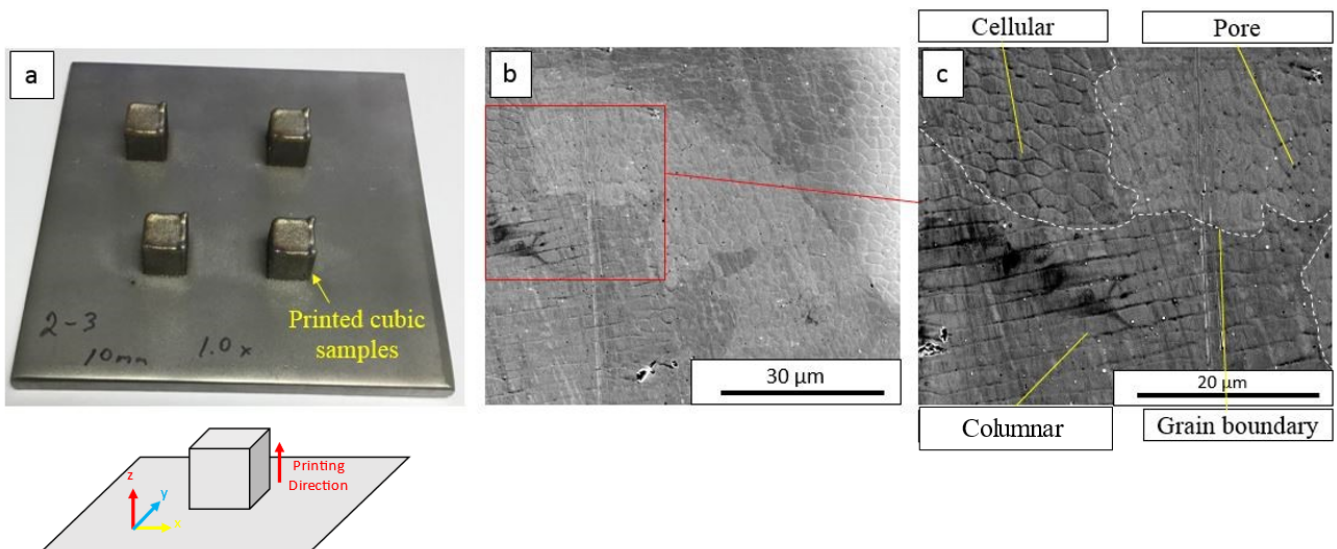 a
2-3
10mm
1.0x
Printed cubic
samples
z
y
x
Printing
Direction
b
30 μm
Cellular
Pore
c
20 μm
Columnar
Grain boundary